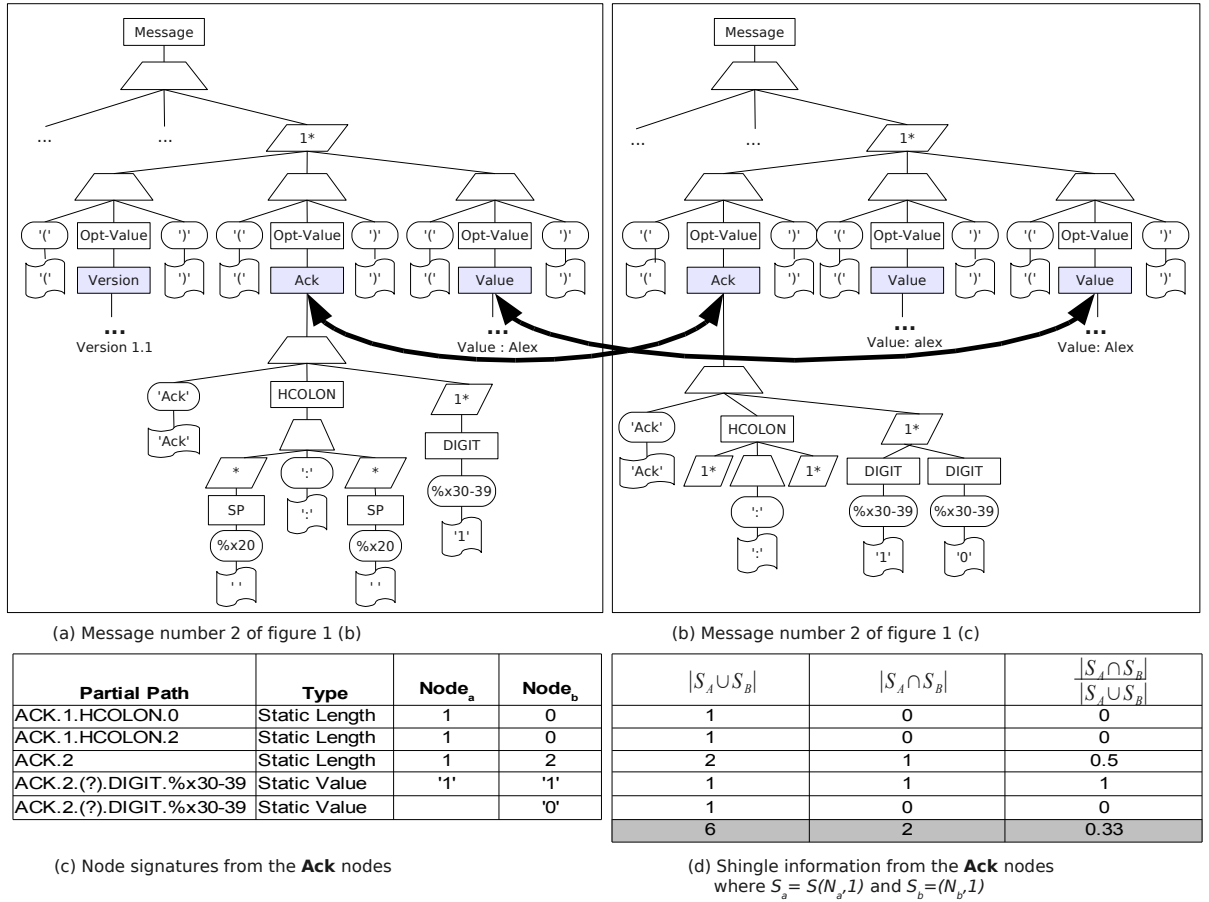 Message
... ... 1*
'(' Opt-Value ')' '(' Opt-Value ')' '(' Opt-Value ')'
'(' Version ')' '(' Ack ')' '(' Value ')'
...
Version 1.1
...
Value : Alex
'Ack' HCOLON 1*
'Ack' DIGIT
* ':' * %x30-39
SP ':' SP '1'
%x20 %x20
' ' ' '
(a) Message number 2 of figure 1 (b)
Message
... ... 1*
'(' Opt-Value ')' '(' Opt-Value ')' '(' Opt-Value ')'
'(' Ack ')' '(' Value ')' '(' Value ')'
...
Value: alex
...
Value: Alex
'Ack' HCOLON 1*
'Ack' 1* 1* DIGIT DIGIT
':' %x30-39 %x30-39
':' '1' '0'
(b) Message number 2 of figure 1 (c)
Partial Path Type Node_a Node_b
ACK.1.HCOLON.0 Static Length 1 0
ACK.1.HCOLON.2 Static Length 1 0
ACK.2 Static Length 1 2
ACK.2.(?).DIGIT.%x30-39 Static Value '1' '1'
ACK.2.(?).DIGIT.%x30-39 Static Value '0'
(c) Node signatures from the Ack nodes
|S_A∪S_B| |S_A∩S_B| |S_A∩S_B|
|S_A∪S_B|
1 0 0
1 0 0
2 1 0.5
1 1 1
1 0 0
6 2 0.33
(d) Shingle information from the Ack nodes
where S_a= S(N_a,1) and S_b=(N_b,1)